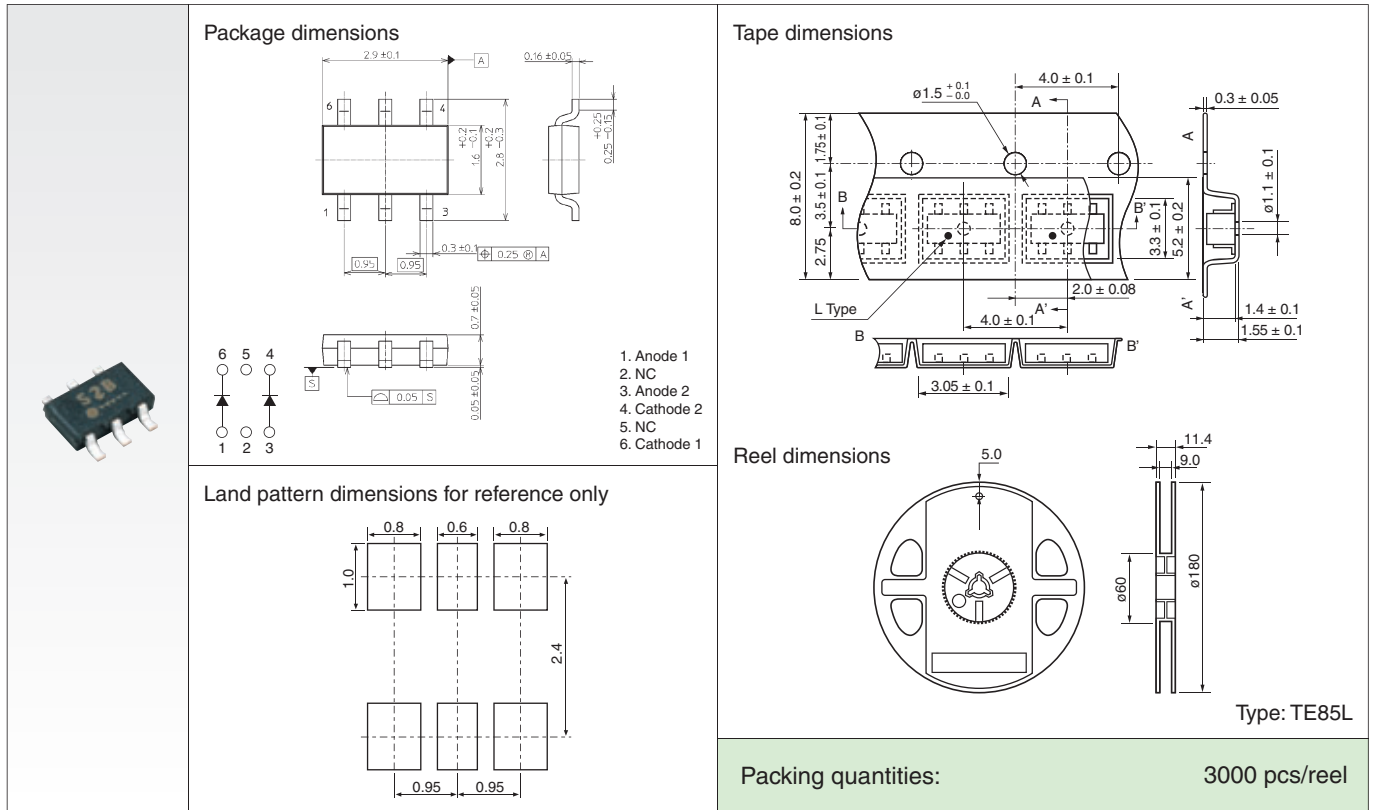 Package dimensions
2.9 ±0.1
A
0.16 ±0.05
6
4
+0.2
1.6 -0.1
+0.2
2.8 -0.3
+0.25
0.25 -0.15
1
3
0.3 ±0.1
⌖ 0.25 Ⓜ A
0.95
0.95
0.7 ±0.05
S
0.05 S
0.05 ±0.05
6 5 4
1 2 3
1. Anode 1
2. NC
3. Anode 2
4. Cathode 2
5. NC
6. Cathode 1
S2B
Land pattern dimensions for reference only
0.8
0.6
0.8
1.0
2.4
0.95
0.95
Tape dimensions
ø1.5 +0.1 -0.0
4.0 ± 0.1
A
0.3 ± 0.05
8.0 ± 0.2
1.75 ± 0.1
3.5 ± 0.1
2.75
B
B'
3.3 ± 0.1
5.2 ± 0.2
A
ø1.1 ± 0.1
A'
L Type
2.0 ± 0.08
A'
4.0 ± 0.1
1.4 ± 0.1
1.55 ± 0.1
B
B'
3.05 ± 0.1
Reel dimensions
5.0
11.4
9.0
ø60
ø180
Type: TE85L
Packing quantities: 3000 pcs/reel